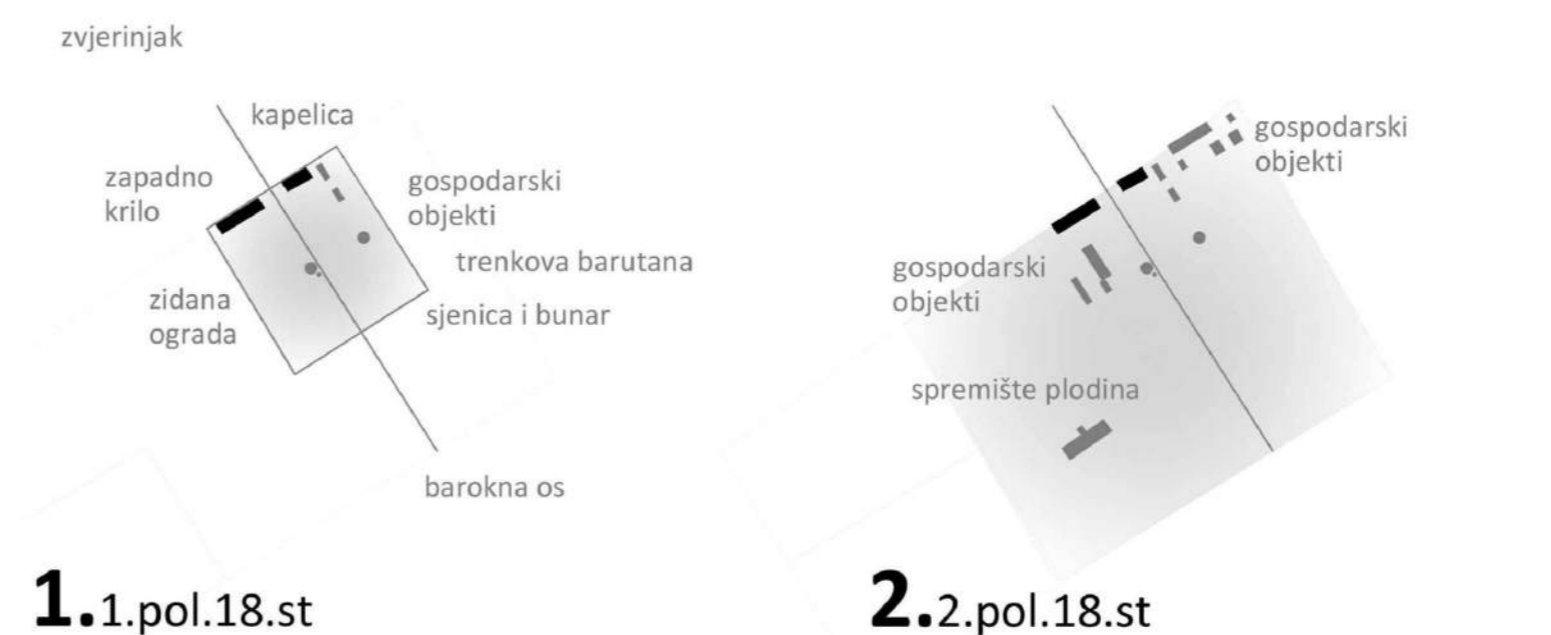 zvjerinjak
kapelica
zapadno
krilo
gospodarski
objekti
trenkova barutana
zidana
ograda
sjenica i bunar
barokna os
1.1.pol.18.st
gospodarski
objekti
gospodarski
objekti
spremište plodina
2.2.pol.18.st